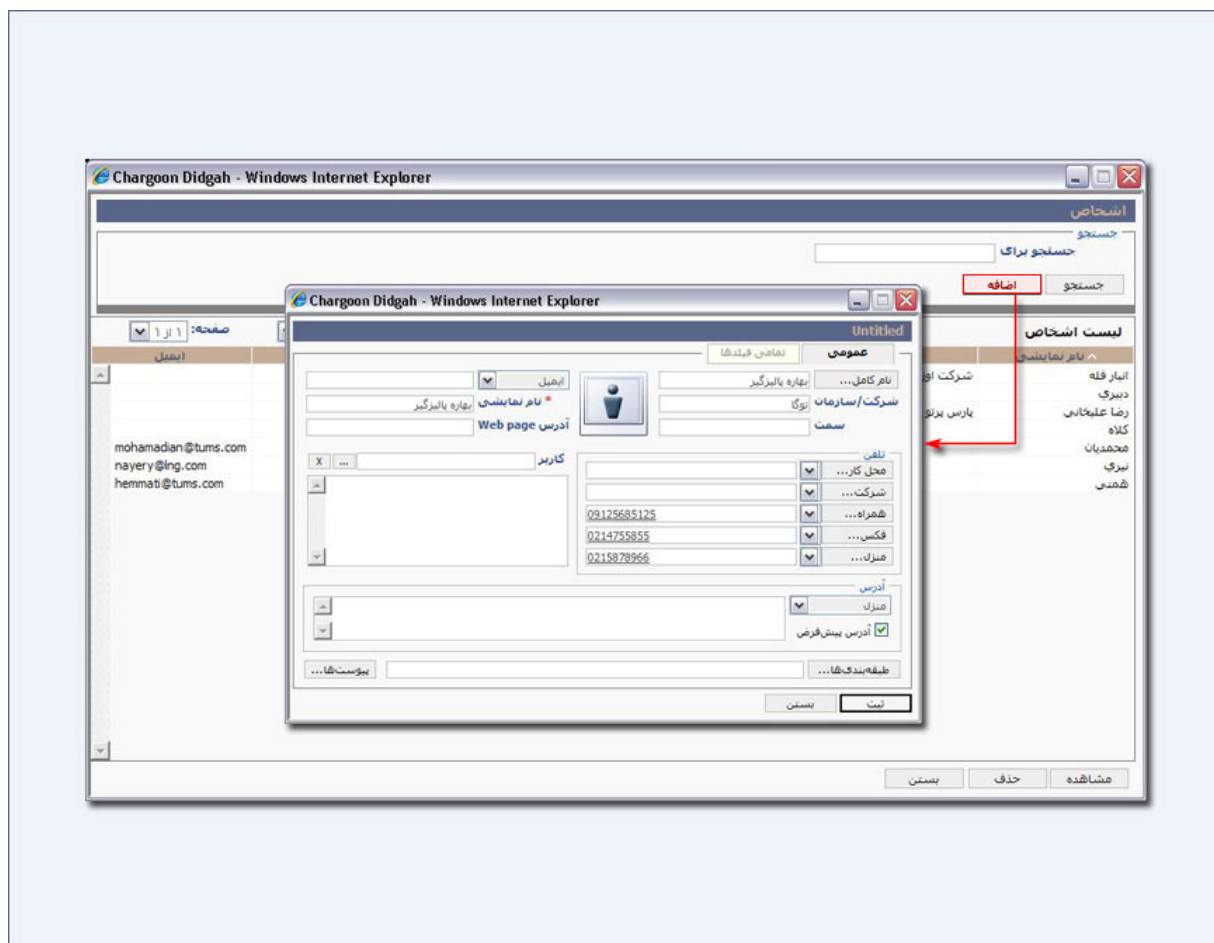 Chargoon Didgah - Windows Internet Explorer
اشخاص
جستجو
جستجو برای
جستجو
اضافه
لیست اشخاص
صفحه: ۱ از ۱
نام نمایشی
ایمیل
انبار فله
شرکت
دبیری
رضا علیخانی
پارس پرتو
کلاه
محمدیان
mohamadian@tums.com
نیری
nayery@lng.com
همتی
hemmati@tums.com
Chargoon Didgah - Windows Internet Explorer
Untitled
عمومی
تمامی فیلدها
نام کامل...
بهاره پالیزگیر
ایمیل
شرکت/سازمان
نوگا
* نام نمایشی
بهاره پالیزگیر
سمت
آدرس Web page
تلفن
کاربر
...
X
محل کار...
شرکت...
همراه...
09125685125
فکس...
0214755855
منزل...
0215878966
آدرس
منزل
آدرس پیش‌فرض
طبقه‌بندی‌ها...
پیوست‌ها...
ثبت
بستن
مشاهده
حذف
بستن